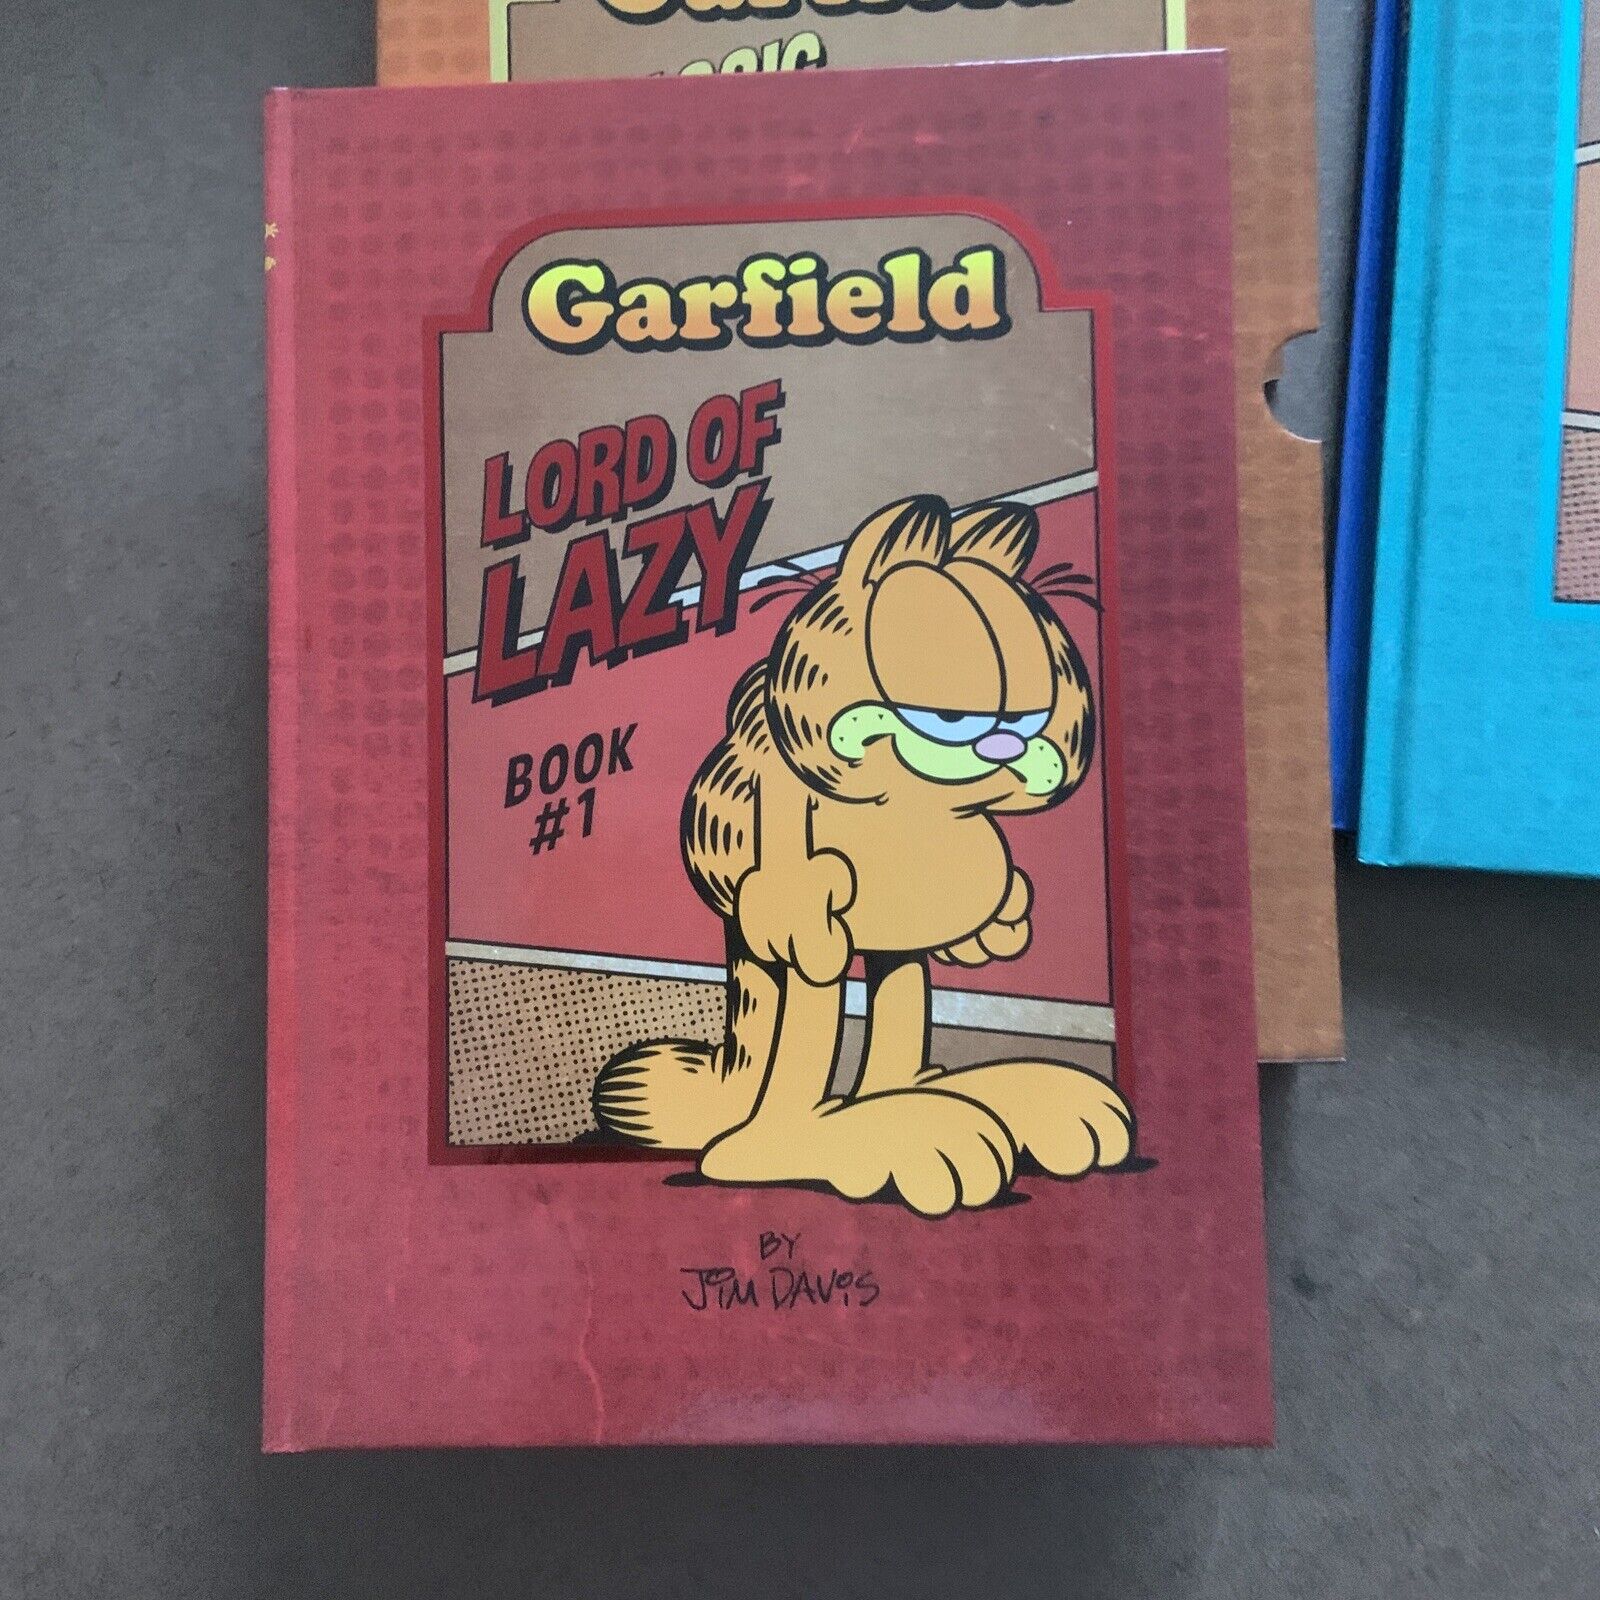 Garfield
LORD OF
LAZY
BOOK
#1
BY
JIM DAVIS